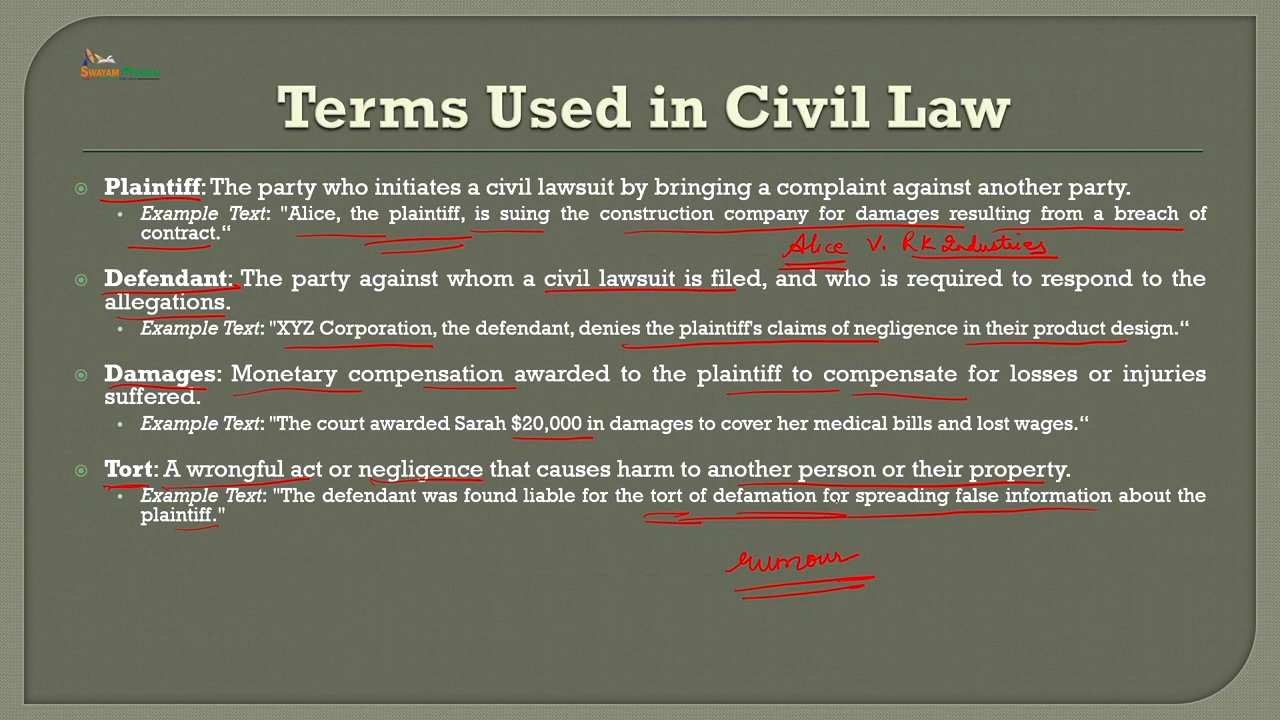 SWAYAM Prabha
Terms Used in Civil Law
Plaintiff: The party who initiates a civil lawsuit by bringing a complaint against another party.
Example Text: "Alice, the plaintiff, is suing the construction company for damages resulting from a breach of
contract.“
Alice V. RK Industries
Defendant: The party against whom a civil lawsuit is filed, and who is required to respond to the
allegations.
Example Text: "XYZ Corporation, the defendant, denies the plaintiff's claims of negligence in their product design.“
Damages: Monetary compensation awarded to the plaintiff to compensate for losses or injuries
suffered.
Example Text: "The court awarded Sarah $20,000 in damages to cover her medical bills and lost wages.“
Tort: A wrongful act or negligence that causes harm to another person or their property.
Example Text: "The defendant was found liable for the tort of defamation for spreading false information about the
plaintiff."
rumour